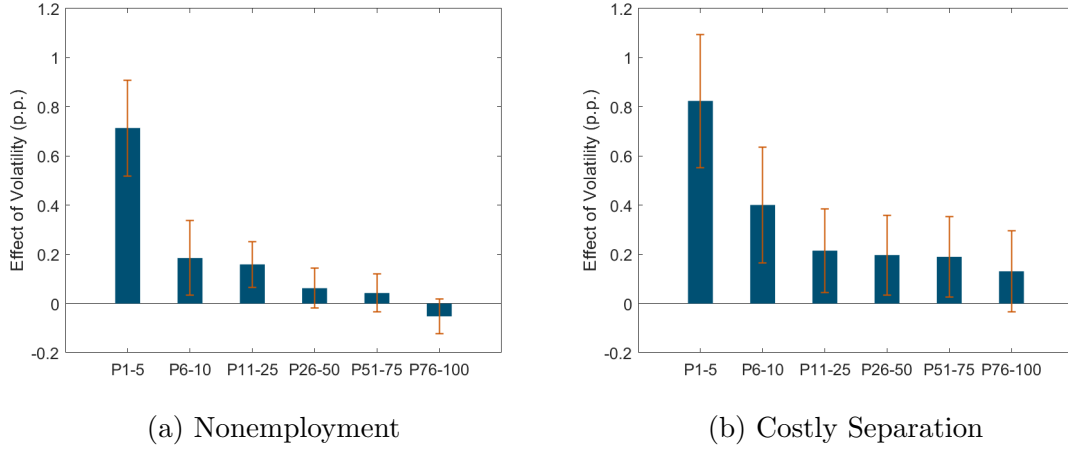 1.2
1
0.8
0.6
0.4
0.2
0
-0.2
Effect of Volatility (p.p.)
P1-5 P6-10 P11-25 P26-50 P51-75 P76-100
(a) Nonemployment
1.2
1
0.8
0.6
0.4
0.2
0
-0.2
Effect of Volatility (p.p.)
P1-5 P6-10 P11-25 P26-50 P51-75 P76-100
(b) Costly Separation